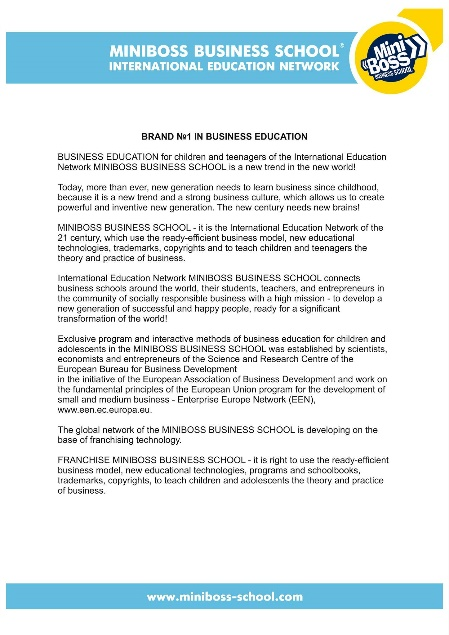 MINIBOSS BUSINESS SCHOOL®
INTERNATIONAL EDUCATION NETWORK
Mini
BOSS
BUSINESS SCHOOL
BRAND №1 IN BUSINESS EDUCATION
BUSINESS EDUCATION for children and teenagers of the International Education
Network MINIBOSS BUSINESS SCHOOL is a new trend in the new world!
Today, more than ever, new generation needs to learn business since childhood,
because it is a new trend and a strong business culture, which allows us to create
powerful and inventive new generation. The new century needs new brains!
MINIBOSS BUSINESS SCHOOL - it is the International Education Network of the
21 century, which use the ready-efficient business model, new educational
technologies, trademarks, copyrights and to teach children and teenagers the
theory and practice of business.
International Education Network MINIBOSS BUSINESS SCHOOL connects
business schools around the world, their students, teachers, and entrepreneurs in
the community of socially responsible business with a high mission - to develop a
new generation of successful and happy people, ready for a significant
transformation of the world!
Exclusive program and interactive methods of business education for children and
adolescents in the MINIBOSS BUSINESS SCHOOL was established by scientists,
economists and entrepreneurs of the Science and Research Centre of the
European Bureau for Business Development
in the initiative of the European Association of Business Development and work on
the fundamental principles of the European Union program for the development of
small and medium business - Enterprise Europe Network (EEN),
www.een.ec.europa.eu.
The global network of the MINIBOSS BUSINESS SCHOOL is developing on the
base of franchising technology.
FRANCHISE MINIBOSS BUSINESS SCHOOL - it is right to use the ready-efficient
business model, new educational technologies, programs and schoolbooks,
trademarks, copyrights, to teach children and adolescents the theory and practice
of business.
www.miniboss-school.com